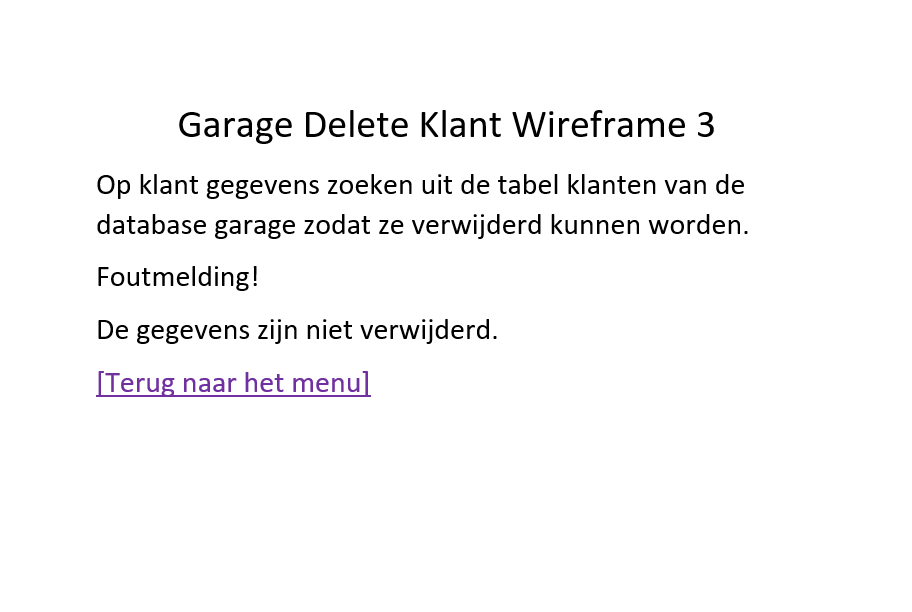 Garage Delete Klant Wireframe 3
Op klant gegevens zoeken uit de tabel klanten van de
database garage zodat ze verwijderd kunnen worden.
Foutmelding!
De gegevens zijn niet verwijderd.
[Terug naar het menu]